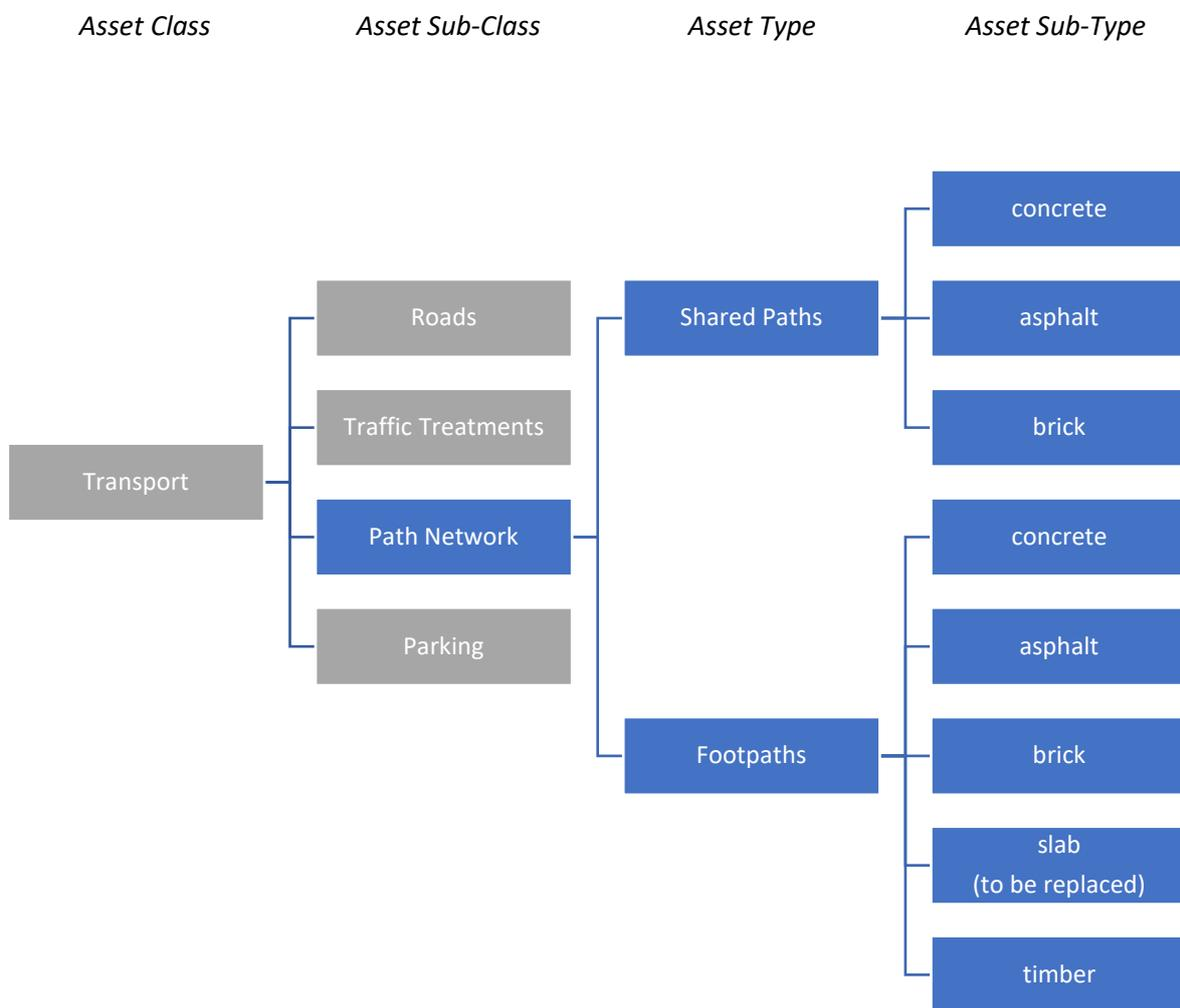 Asset Class
Asset Sub-Class
Asset Type
Asset Sub-Type
Transport
Roads
Traffic Treatments
Path Network
Parking
Shared Paths
concrete
asphalt
brick
Footpaths
concrete
asphalt
brick
slab
(to be replaced)
timber